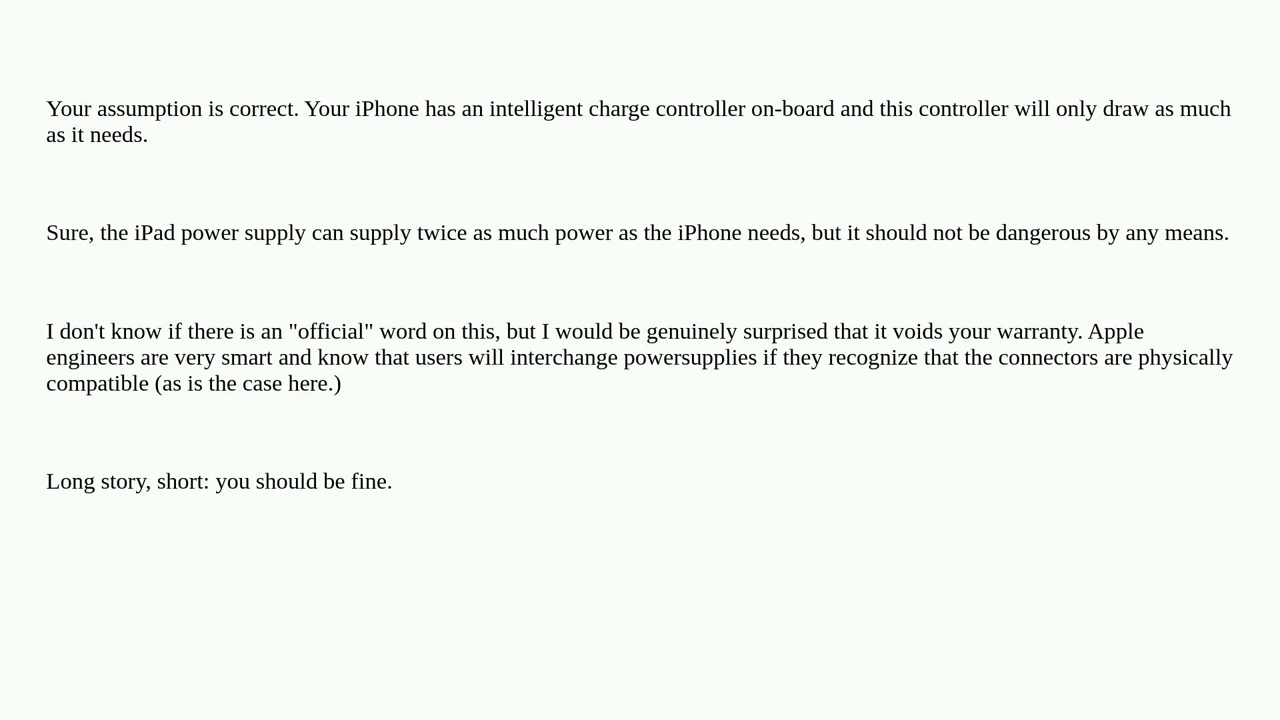 Your assumption is correct. Your iPhone has an intelligent charge controller on-board and this controller will only draw as much
as it needs.
Sure, the iPad power supply can supply twice as much power as the iPhone needs, but it should not be dangerous by any means.
I don't know if there is an "official" word on this, but I would be genuinely surprised that it voids your warranty. Apple
engineers are very smart and know that users will interchange powersupplies if they recognize that the connectors are physically
compatible (as is the case here.)
Long story, short: you should be fine.